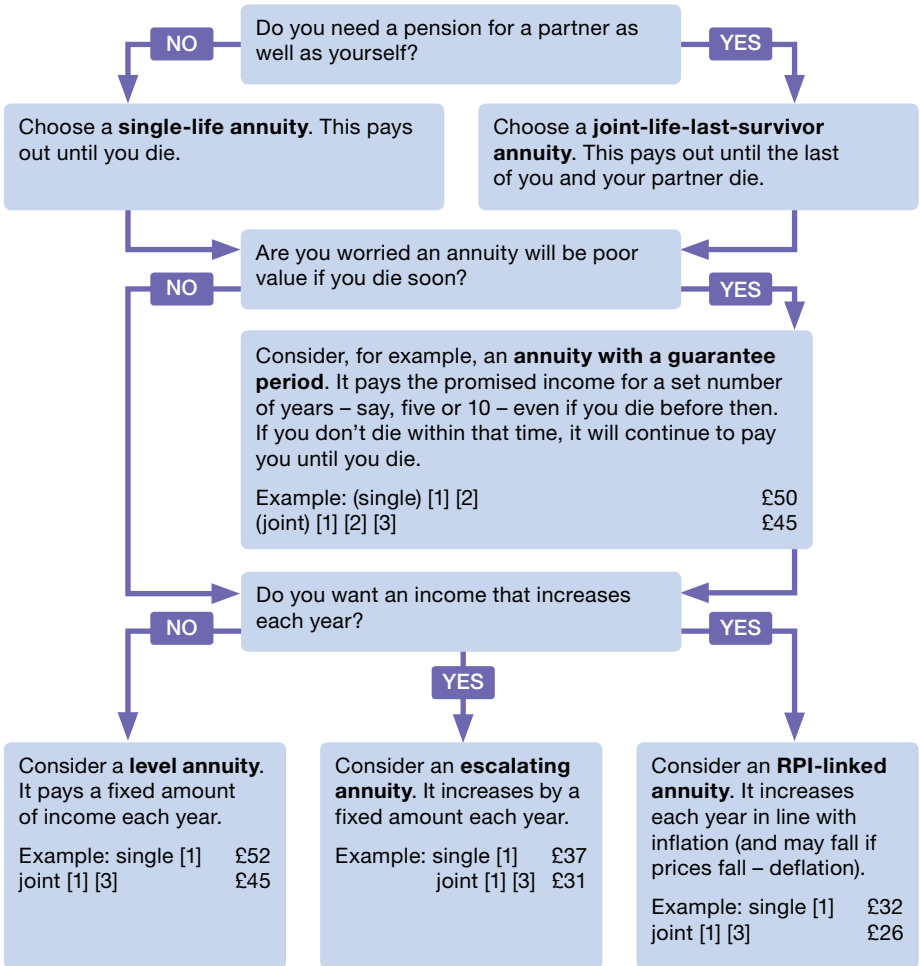 Do you need a pension for a partner as
well as yourself?
NO
YES
Choose a single-life annuity. This pays
out until you die.
Choose a joint-life-last-survivor
annuity. This pays out until the last
of you and your partner die.
Are you worried an annuity will be poor
value if you die soon?
NO
YES
Consider, for example, an annuity with a guarantee
period. It pays the promised income for a set number
of years – say, five or 10 – even if you die before then.
If you don’t die within that time, it will continue to pay
you until you die.
Example: (single) [1] [2] £50
(joint) [1] [2] [3] £45
Do you want an income that increases
each year?
NO
YES
YES
Consider a level annuity.
It pays a fixed amount
of income each year.
Example: single [1] £52
joint [1] [3] £45
Consider an escalating
annuity. It increases by a
fixed amount each year.
Example: single [1] £37
joint [1] [3] £31
Consider an RPI-linked
annuity. It increases
each year in line with
inflation (and may fall if
prices fall – deflation).
Example: single [1] £32
joint [1] [3] £26